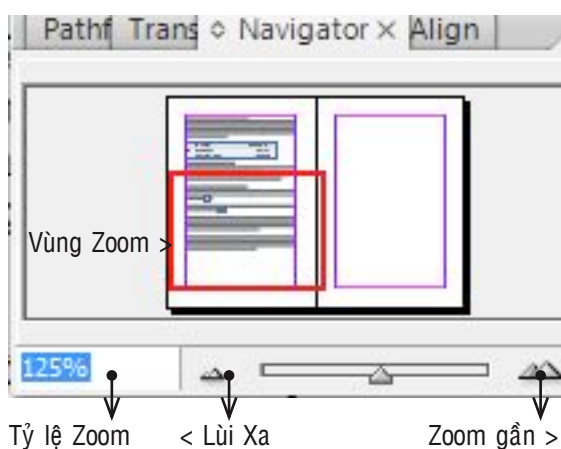 Pathf Trans Navigator × Align
Vùng Zoom >
125%
Tỷ lệ Zoom < Lùi Xa Zoom gần >